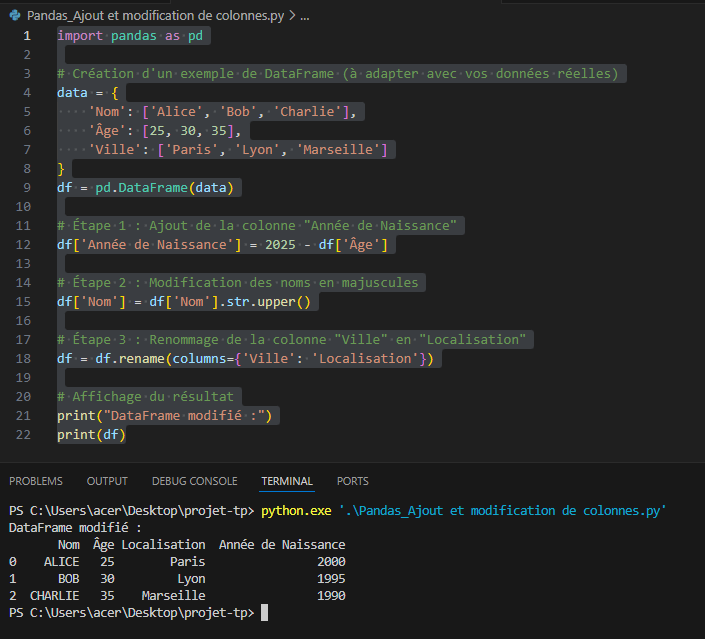 Pandas_Ajout et modification de colonnes.py > ...
1 import pandas as pd
2
3 # Création d'un exemple de DataFrame (à adapter avec vos données réelles)
4 data = {
5     'Nom': ['Alice', 'Bob', 'Charlie'],
6     'Âge': [25, 30, 35],
7     'Ville': ['Paris', 'Lyon', 'Marseille']
8 }
9 df = pd.DataFrame(data)
10
11 # Étape 1 : Ajout de la colonne "Année de Naissance"
12 df['Année de Naissance'] = 2025 - df['Âge']
13
14 # Étape 2 : Modification des noms en majuscules
15 df['Nom'] = df['Nom'].str.upper()
16
17 # Étape 3 : Renommage de la colonne "Ville" en "Localisation"
18 df = df.rename(columns={'Ville': 'Localisation'})
19
20 # Affichage du résultat
21 print("DataFrame modifié :")
22 print(df)
PROBLEMS OUTPUT DEBUG CONSOLE TERMINAL PORTS
PS C:\Users\acer\Desktop\projet-tp> python.exe '.\Pandas_Ajout et modification de colonnes.py'
DataFrame modifié :
       Nom  Âge Localisation  Année de Naissance
0    ALICE   25        Paris                2000
1      BOB   30         Lyon                1995
2  CHARLIE   35    Marseille                1990
PS C:\Users\acer\Desktop\projet-tp>